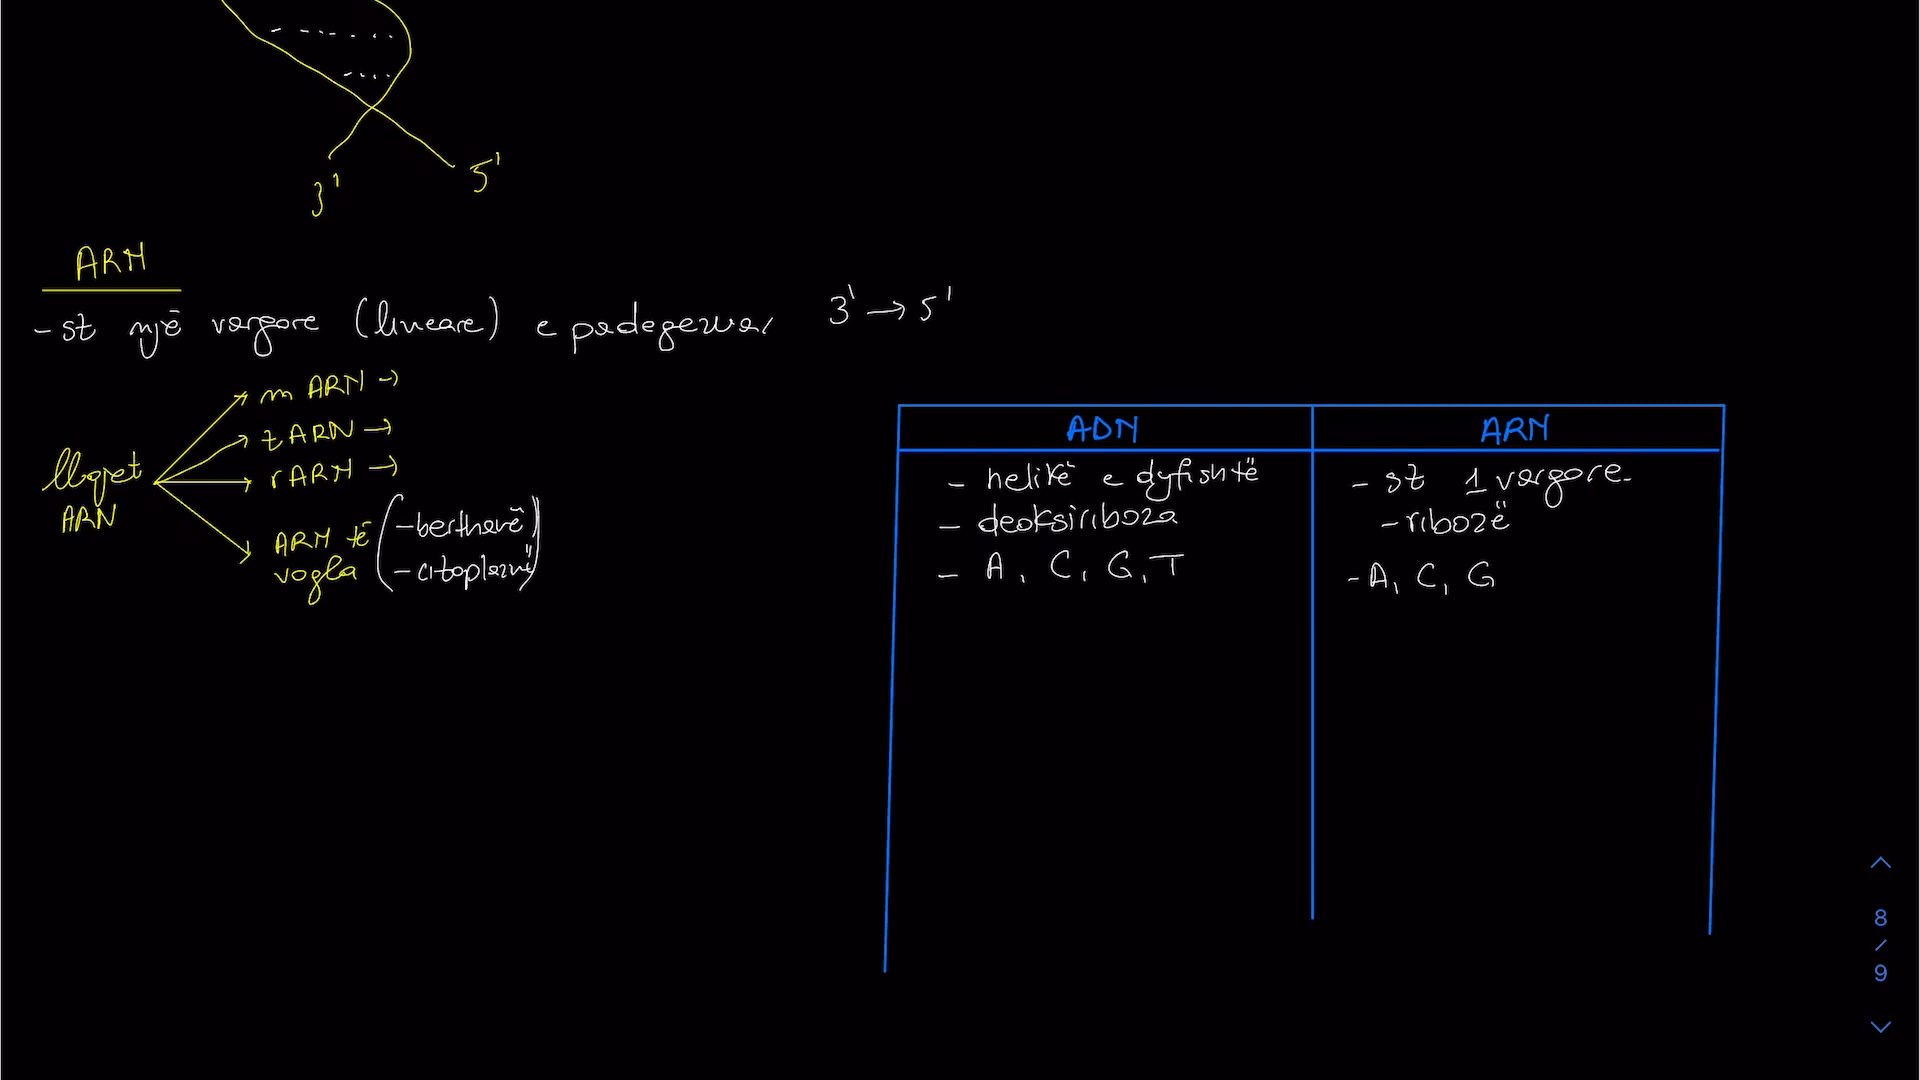 3' 5'
ARN
- st një vargore (lineare) e padegezuar 3' → 5'
llojet ARN
m ARN →
t ARN →
r ARN →
ARN të vogla (- berthamë
- citoplazmë)
ADN ARN
- helikë e dyfishtë - st 1 vargore
- deoksiriboza - ribozë
- A, C, G, T - A, C, G
8
/
9